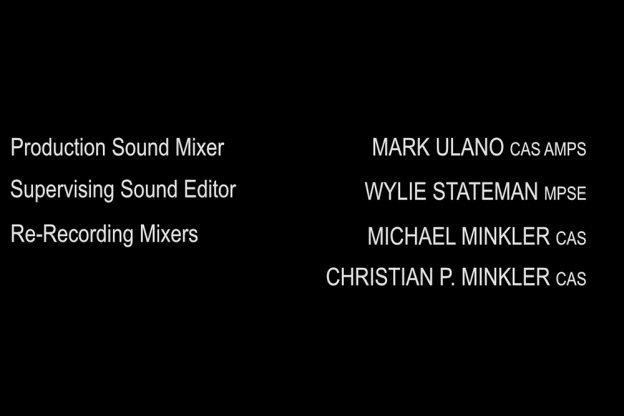 Production Sound Mixer MARK ULANO CAS AMPS
Supervising Sound Editor WYLIE STATEMAN MPSE
Re-Recording Mixers MICHAEL MINKLER CAS
CHRISTIAN P. MINKLER CAS